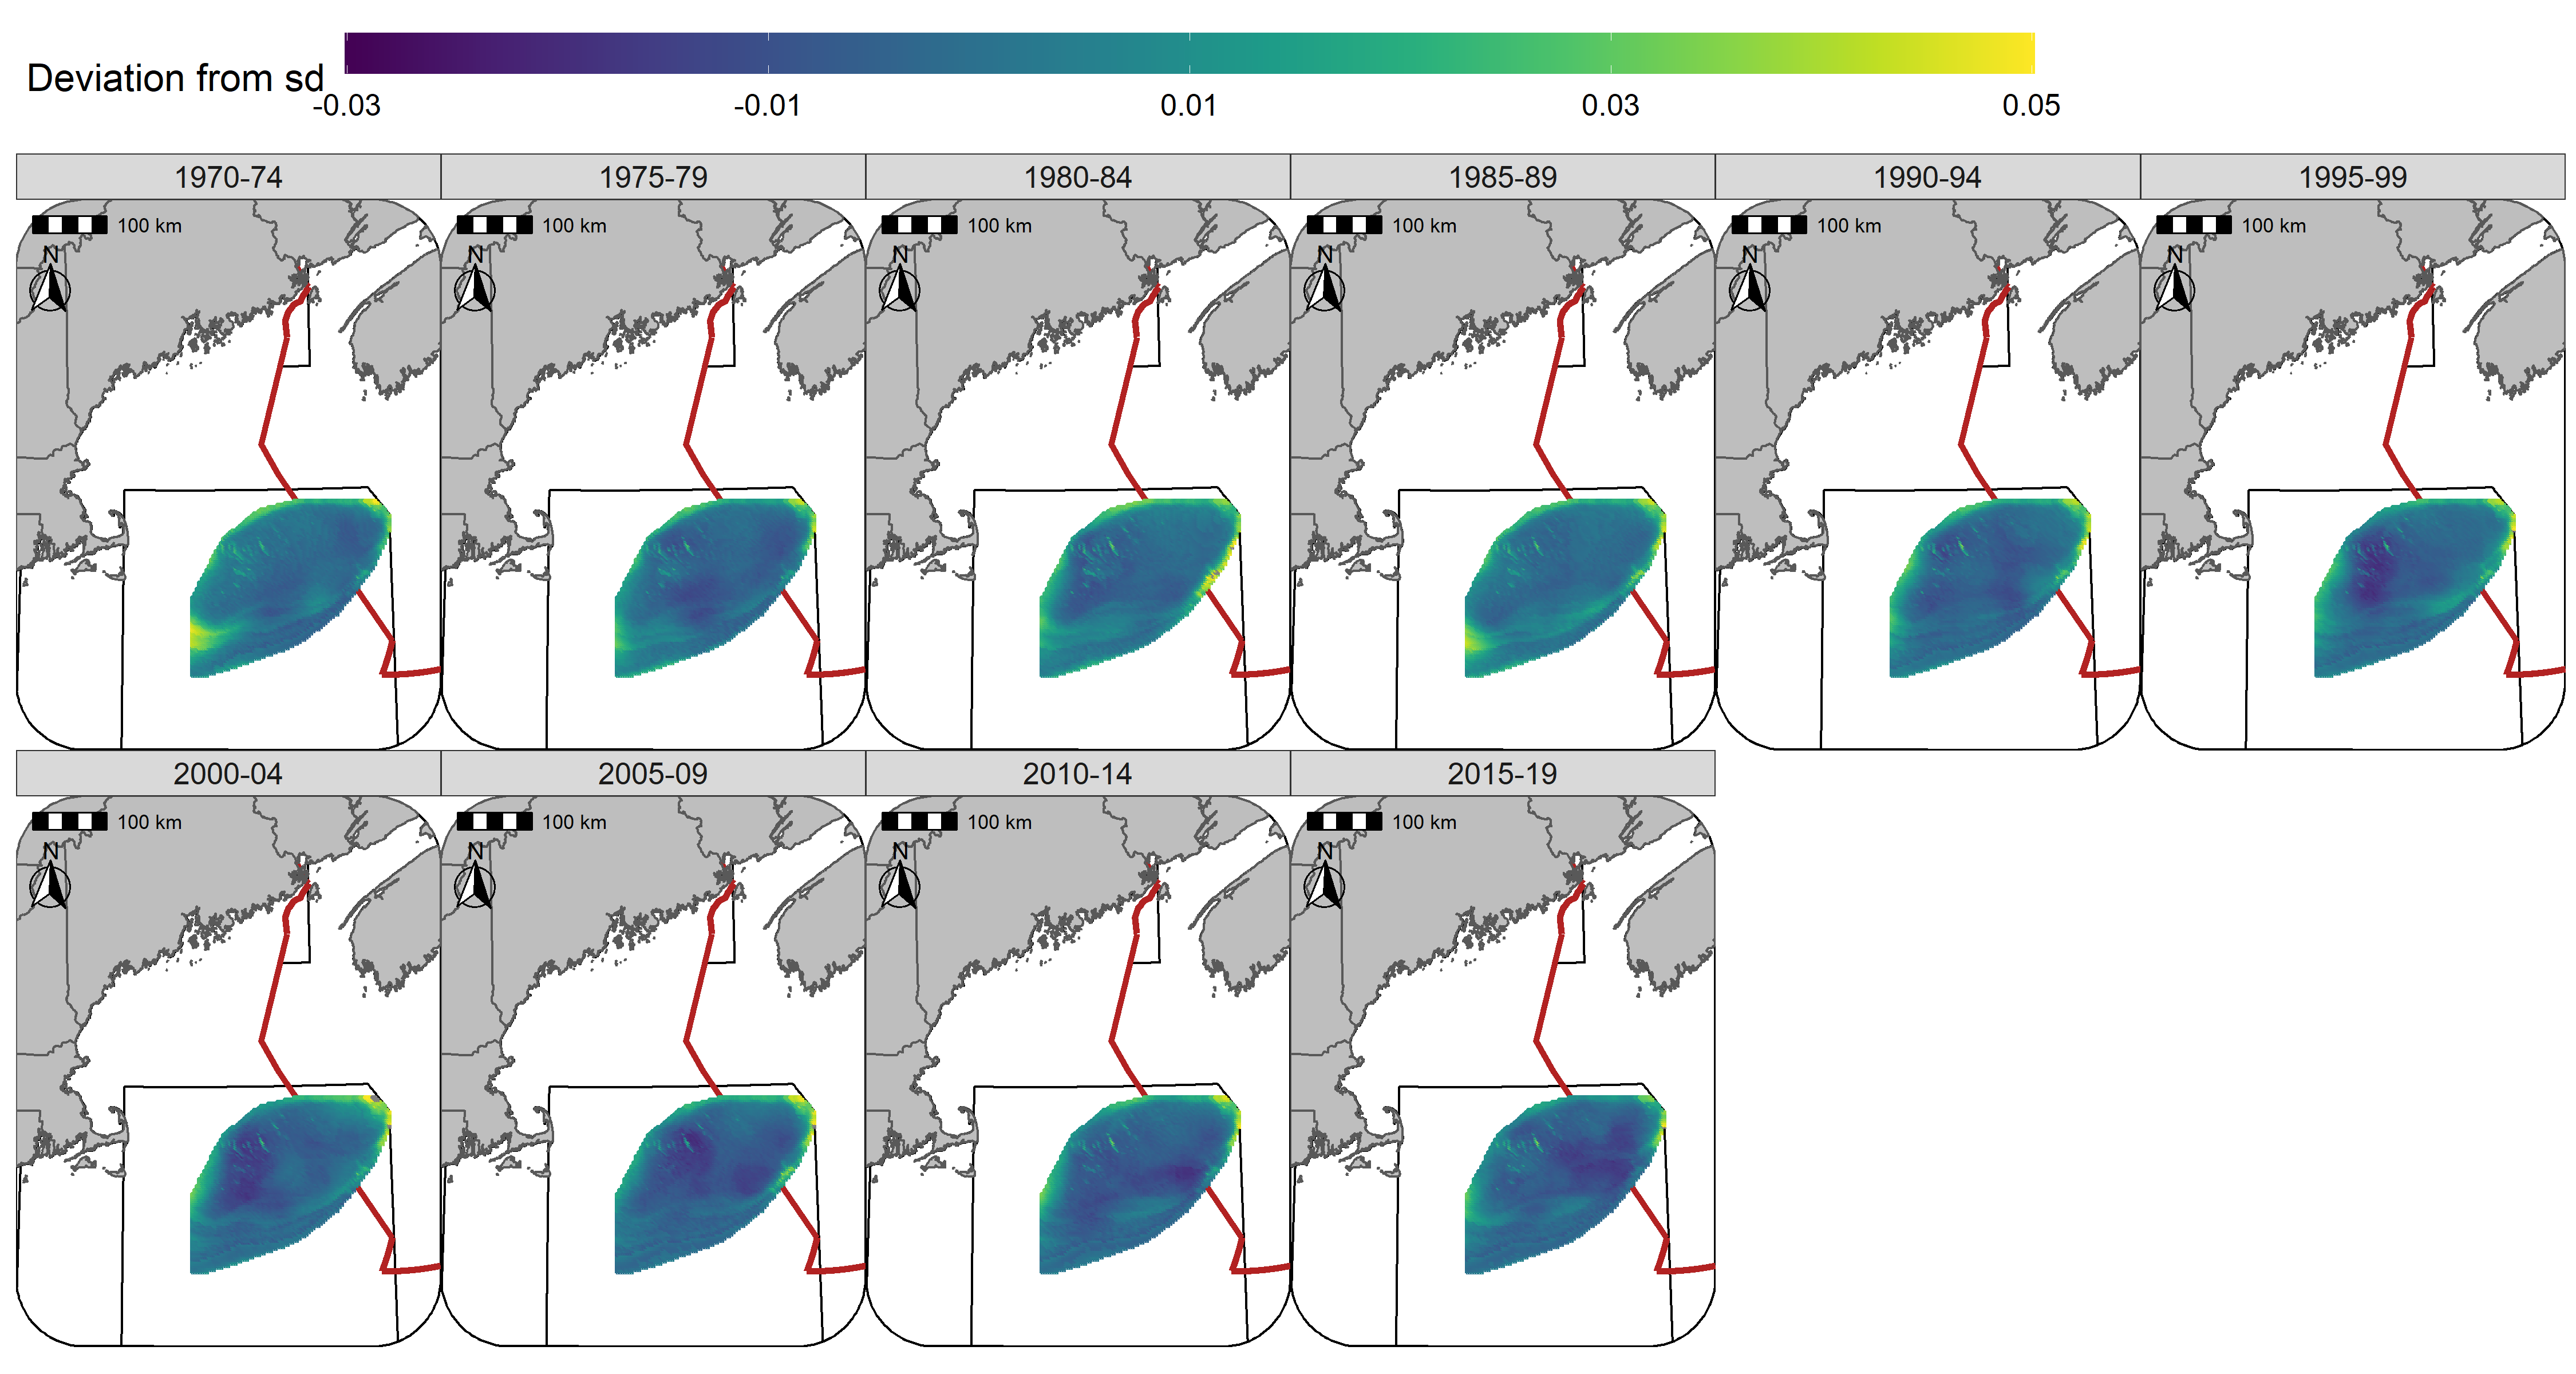 Deviation from sd
-0.03 -0.01 0.01 0.03 0.05
1970-74 1975-79 1980-84 1985-89 1990-94 1995-99
100 km 100 km 100 km 100 km 100 km 100 km
N N N N N N
2000-04 2005-09 2010-14 2015-19
100 km 100 km 100 km 100 km
N N N N